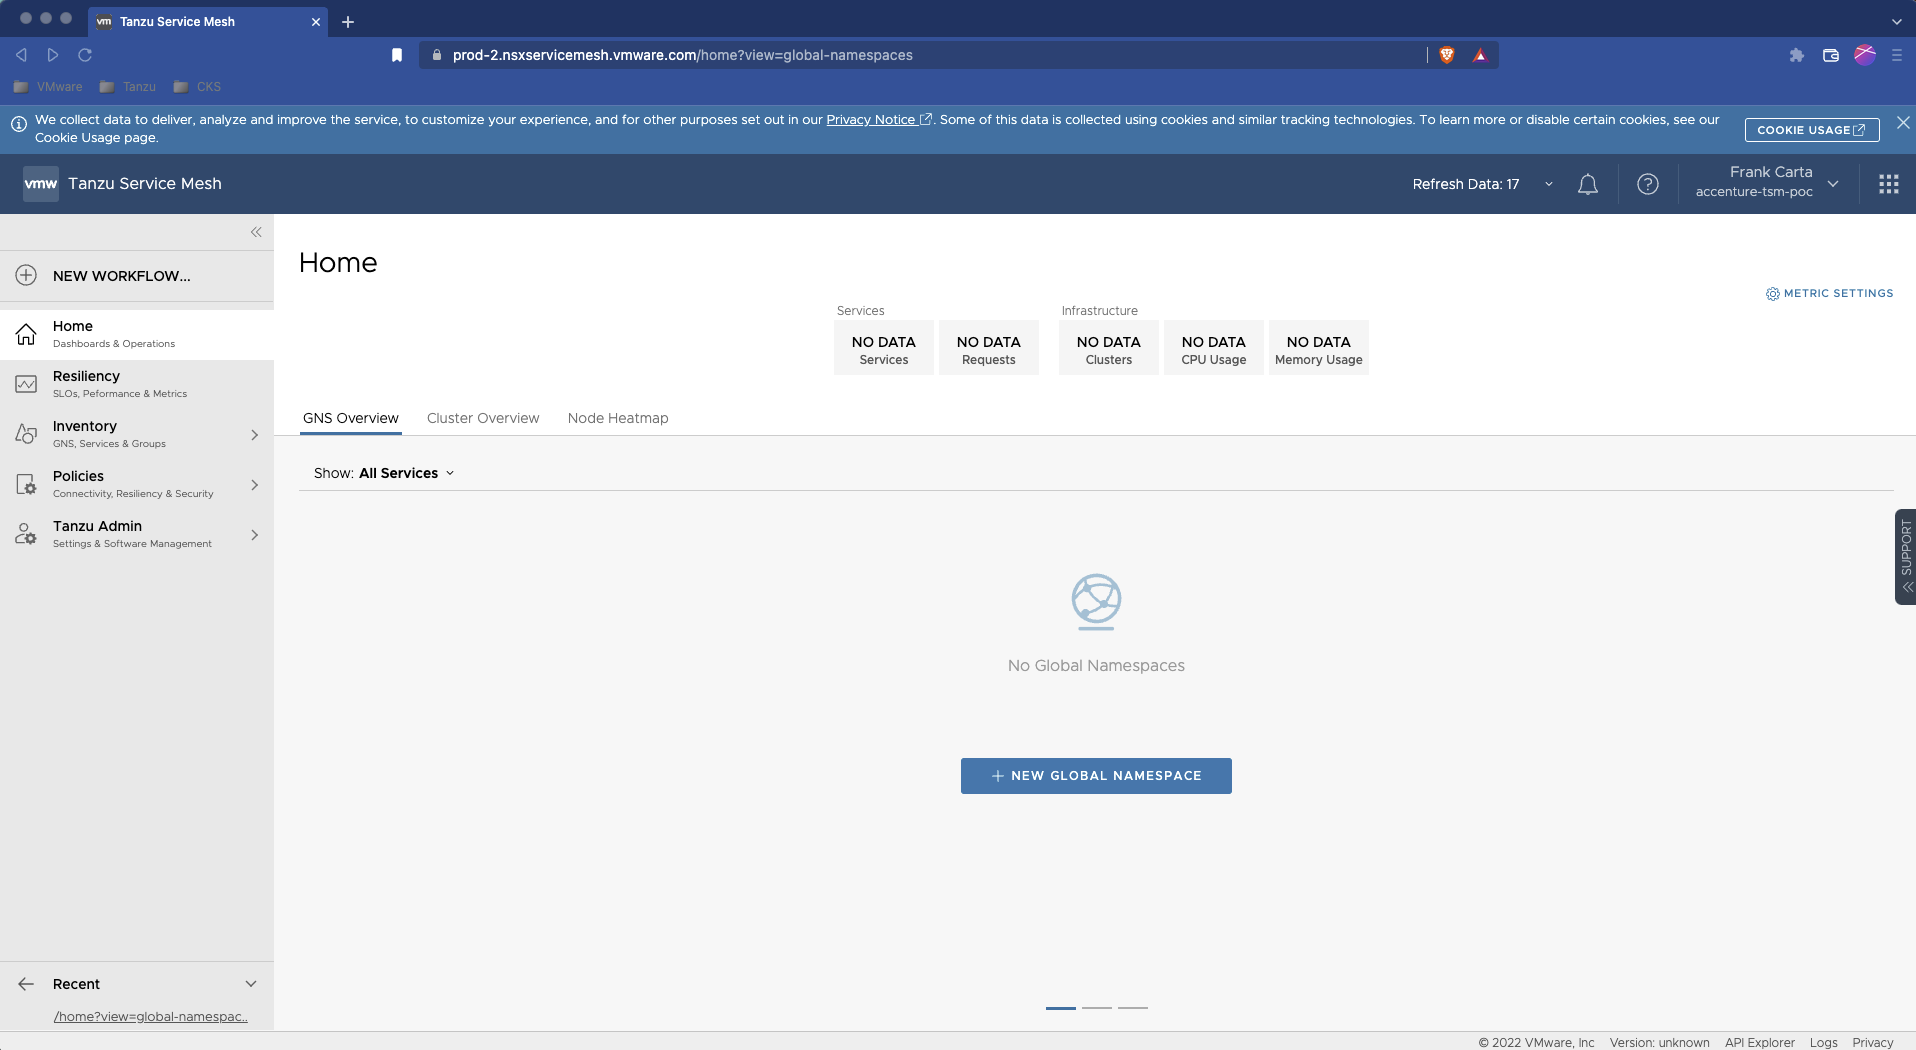 vm Tanzu Service Mesh
prod-2.nsxservicemesh.vmware.com/home?view=global-namespaces
VMware Tanzu CKS
We collect data to deliver, analyze and improve the service, to customize your experience, and for other purposes set out in our Privacy Notice . Some of this data is collected using cookies and similar tracking technologies. To learn more or disable certain cookies, see our
Cookie Usage page.
COOKIE USAGE
vmw Tanzu Service Mesh
Refresh Data: 17
Frank Carta
accenture-tsm-poc
NEW WORKFLOW...
Home
Dashboards & Operations
Resiliency
SLOs, Peformance & Metrics
Inventory
GNS, Services & Groups
Policies
Connectivity, Resiliency & Security
Tanzu Admin
Settings & Software Management
Recent
/home?view=global-namespac..
Home
METRIC SETTINGS
Services
NO DATA
Services
NO DATA
Requests
Infrastructure
NO DATA
Clusters
NO DATA
CPU Usage
NO DATA
Memory Usage
GNS Overview Cluster Overview Node Heatmap
Show: All Services
No Global Namespaces
NEW GLOBAL NAMESPACE
SUPPORT
© 2022 VMware, Inc Version: unknown API Explorer Logs Privacy